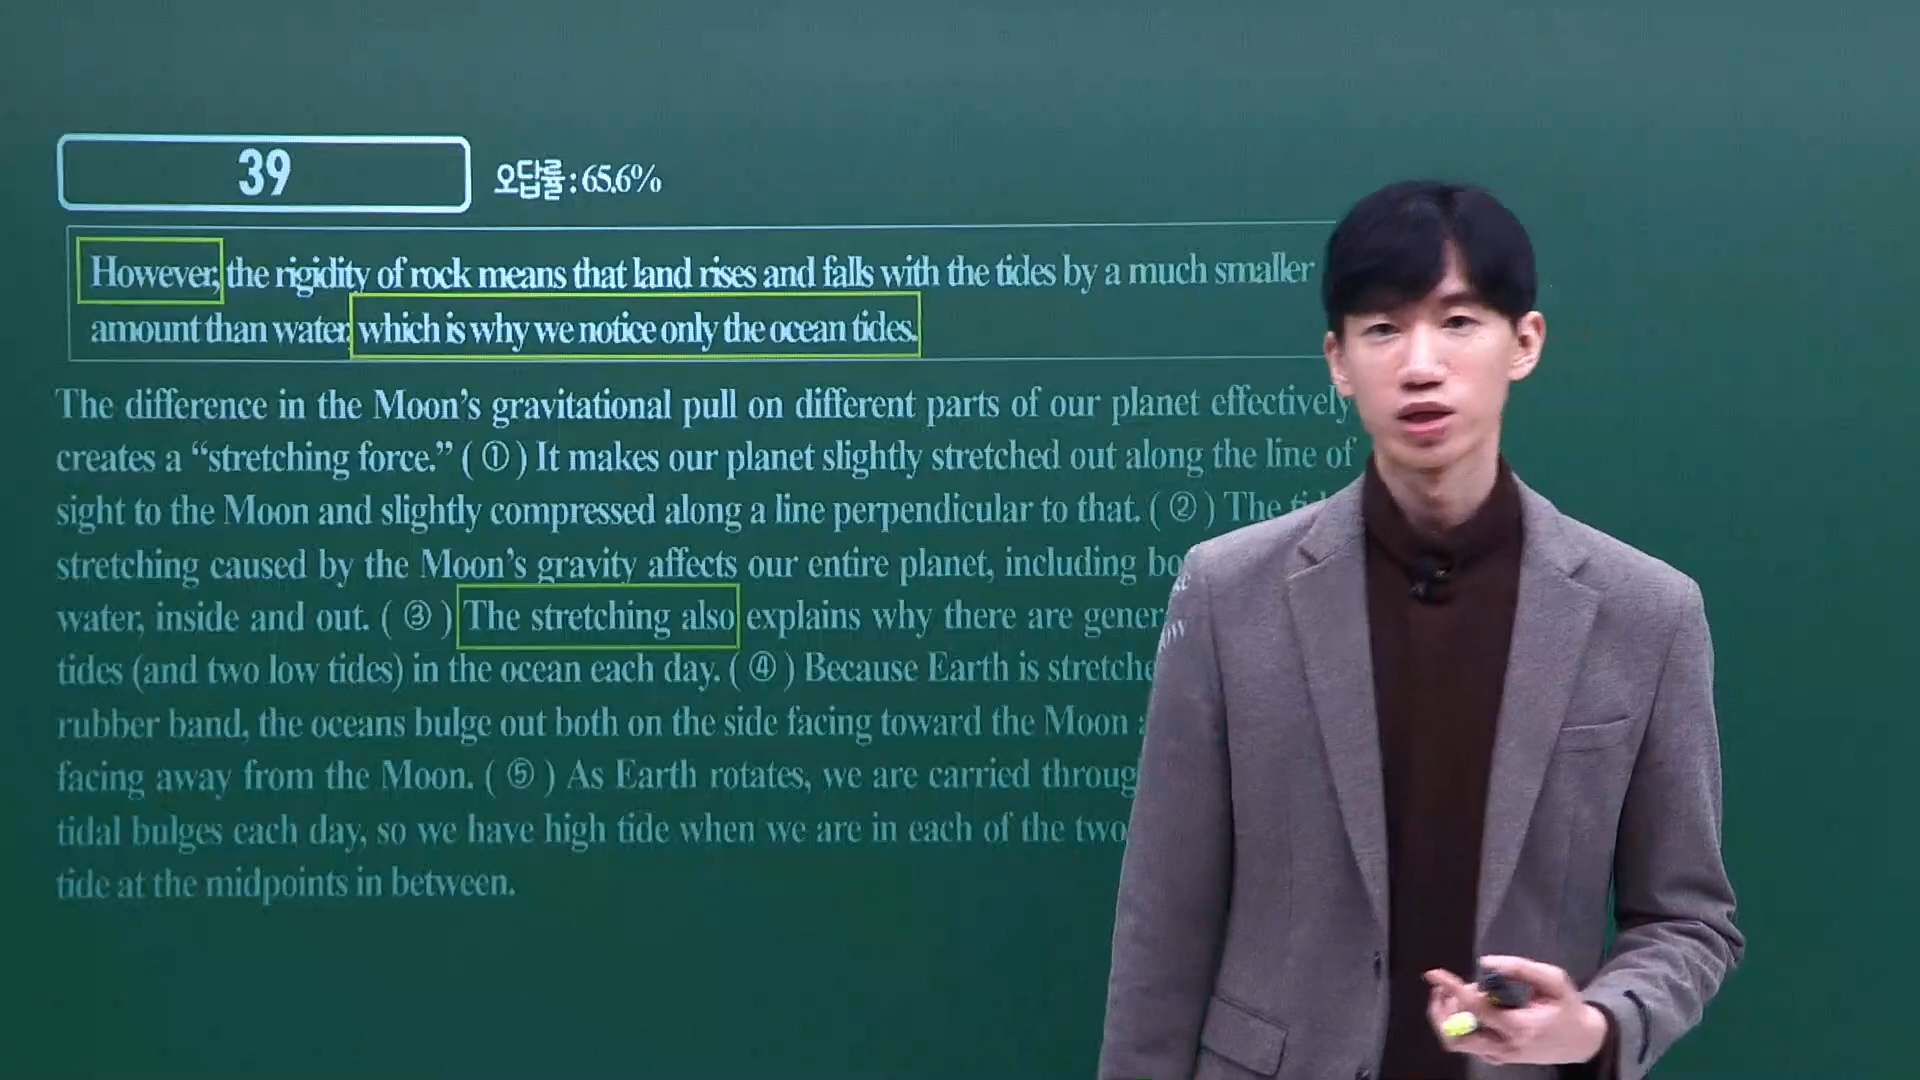 39
오답률 : 65.6%
However, the rigidity of rock means that land rises and falls with the tides by a much smaller
amount than water, which is why we notice only the ocean tides.
The difference in the Moon's gravitational pull on different parts of our planet effectively
creates a “stretching force.” ( ① ) It makes our planet slightly stretched out along the line of
sight to the Moon and slightly compressed along a line perpendicular to that. ( ② ) The
stretching caused by the Moon's gravity affects our entire planet, including
water, inside and out. ( ③ ) The stretching also explains why there are
tides (and two low tides) in the ocean each day. ( ④ ) Because Earth is
rubber band, the oceans bulge out both on the side facing toward the Moon
facing away from the Moon. ( ⑤ ) As Earth rotates, we are carried
tidal bulges each day, so we have high tide when we are in each of the two
tide at the midpoints in between.